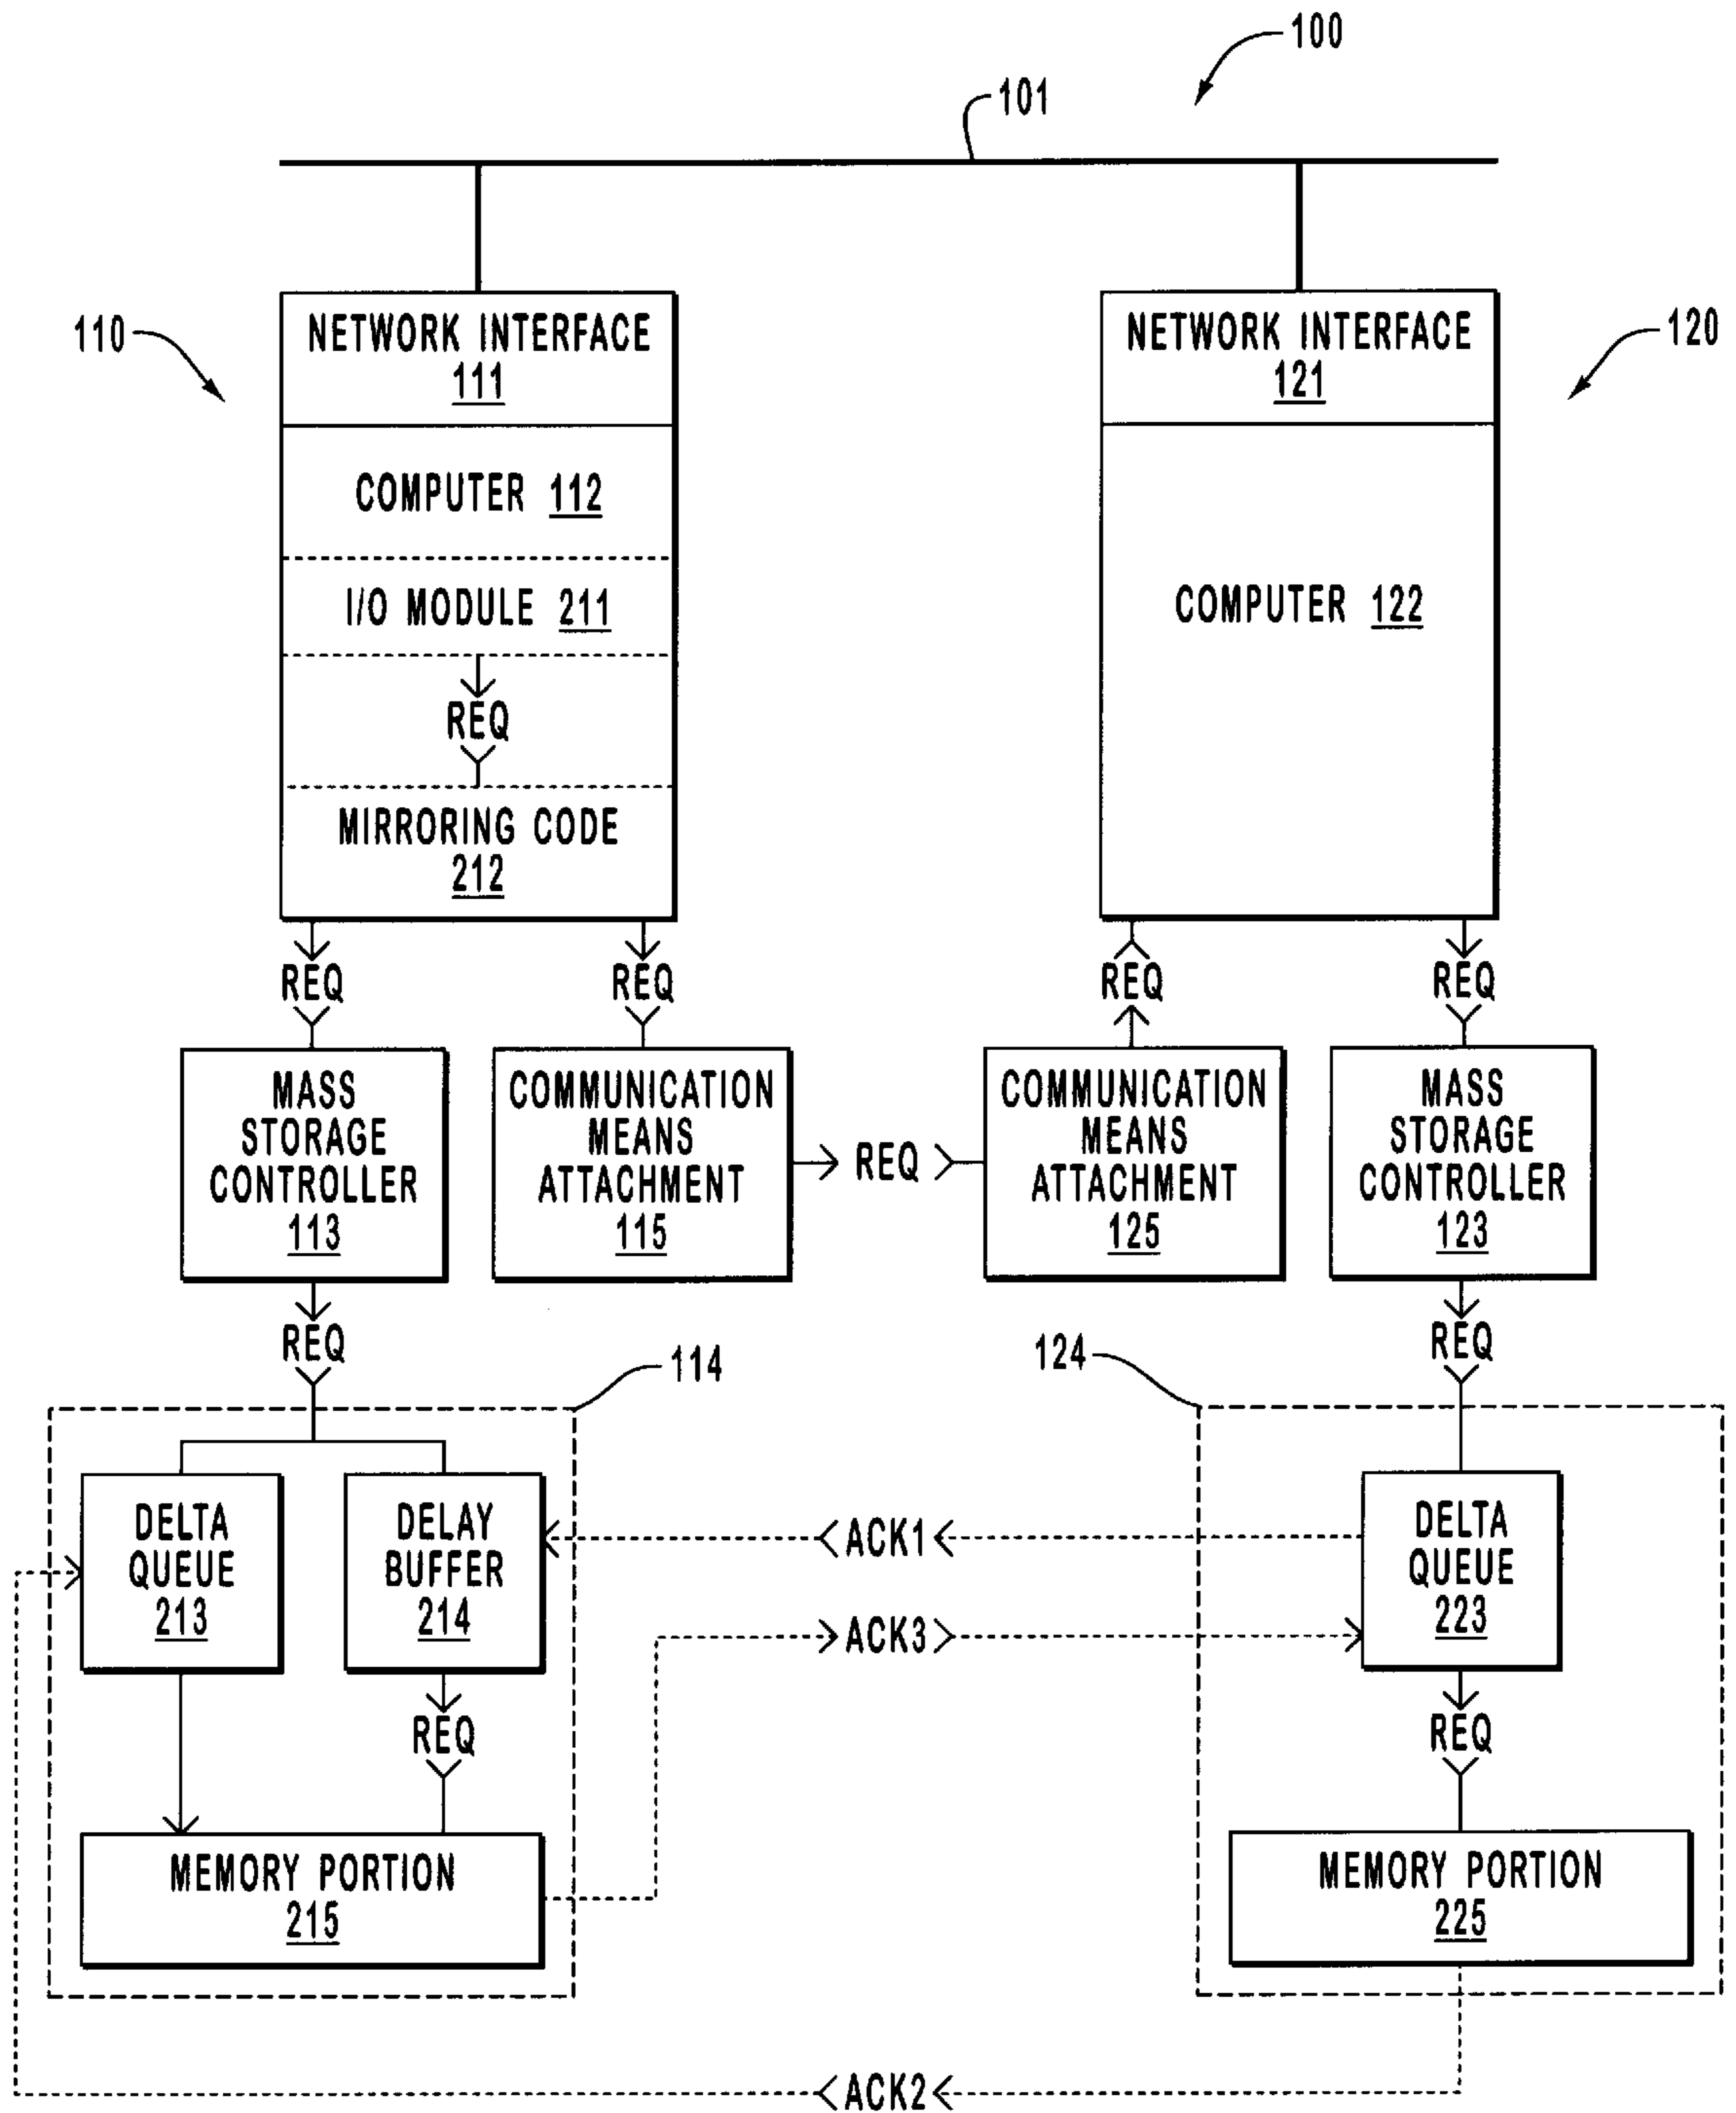 100
101
110
NETWORK INTERFACE
111
NETWORK INTERFACE
121
120
COMPUTER 112
I/O MODULE 211
REQ
MIRRORING CODE
212
COMPUTER 122
REQ
REQ
REQ
REQ
MASS
STORAGE
CONTROLLER
113
COMMUNICATION
MEANS
ATTACHMENT
115
REQ
COMMUNICATION
MEANS
ATTACHMENT
125
MASS
STORAGE
CONTROLLER
123
REQ
REQ
114
124
DELTA
QUEUE
213
DELAY
BUFFER
214
ACK1
ACK3
DELTA
QUEUE
223
REQ
REQ
MEMORY PORTION
215
MEMORY PORTION
225
ACK2